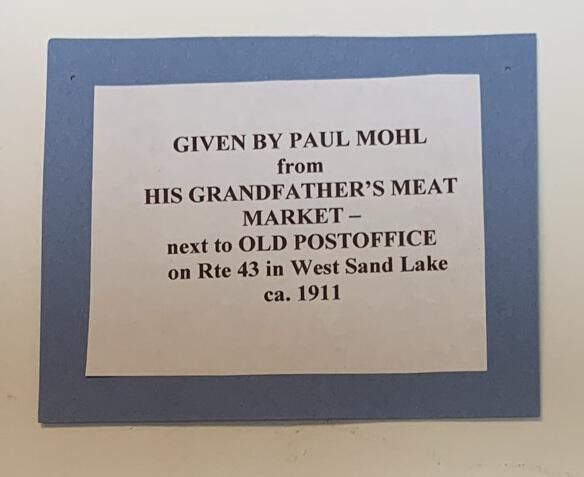 GIVEN BY PAUL MOHL
from
HIS GRANDFATHER'S MEAT
MARKET –
next to OLD POSTOFFICE
on Rte 43 in West Sand Lake
ca. 1911